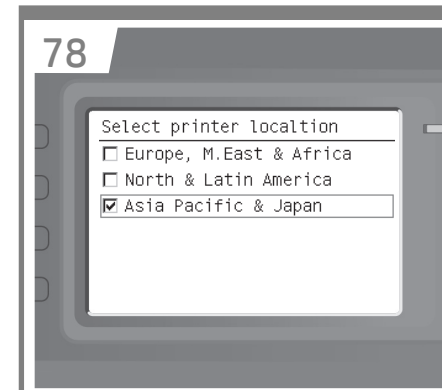 78
Select printer localtion
Europe, M.East & Africa
North & Latin America
Asia Pacific & Japan